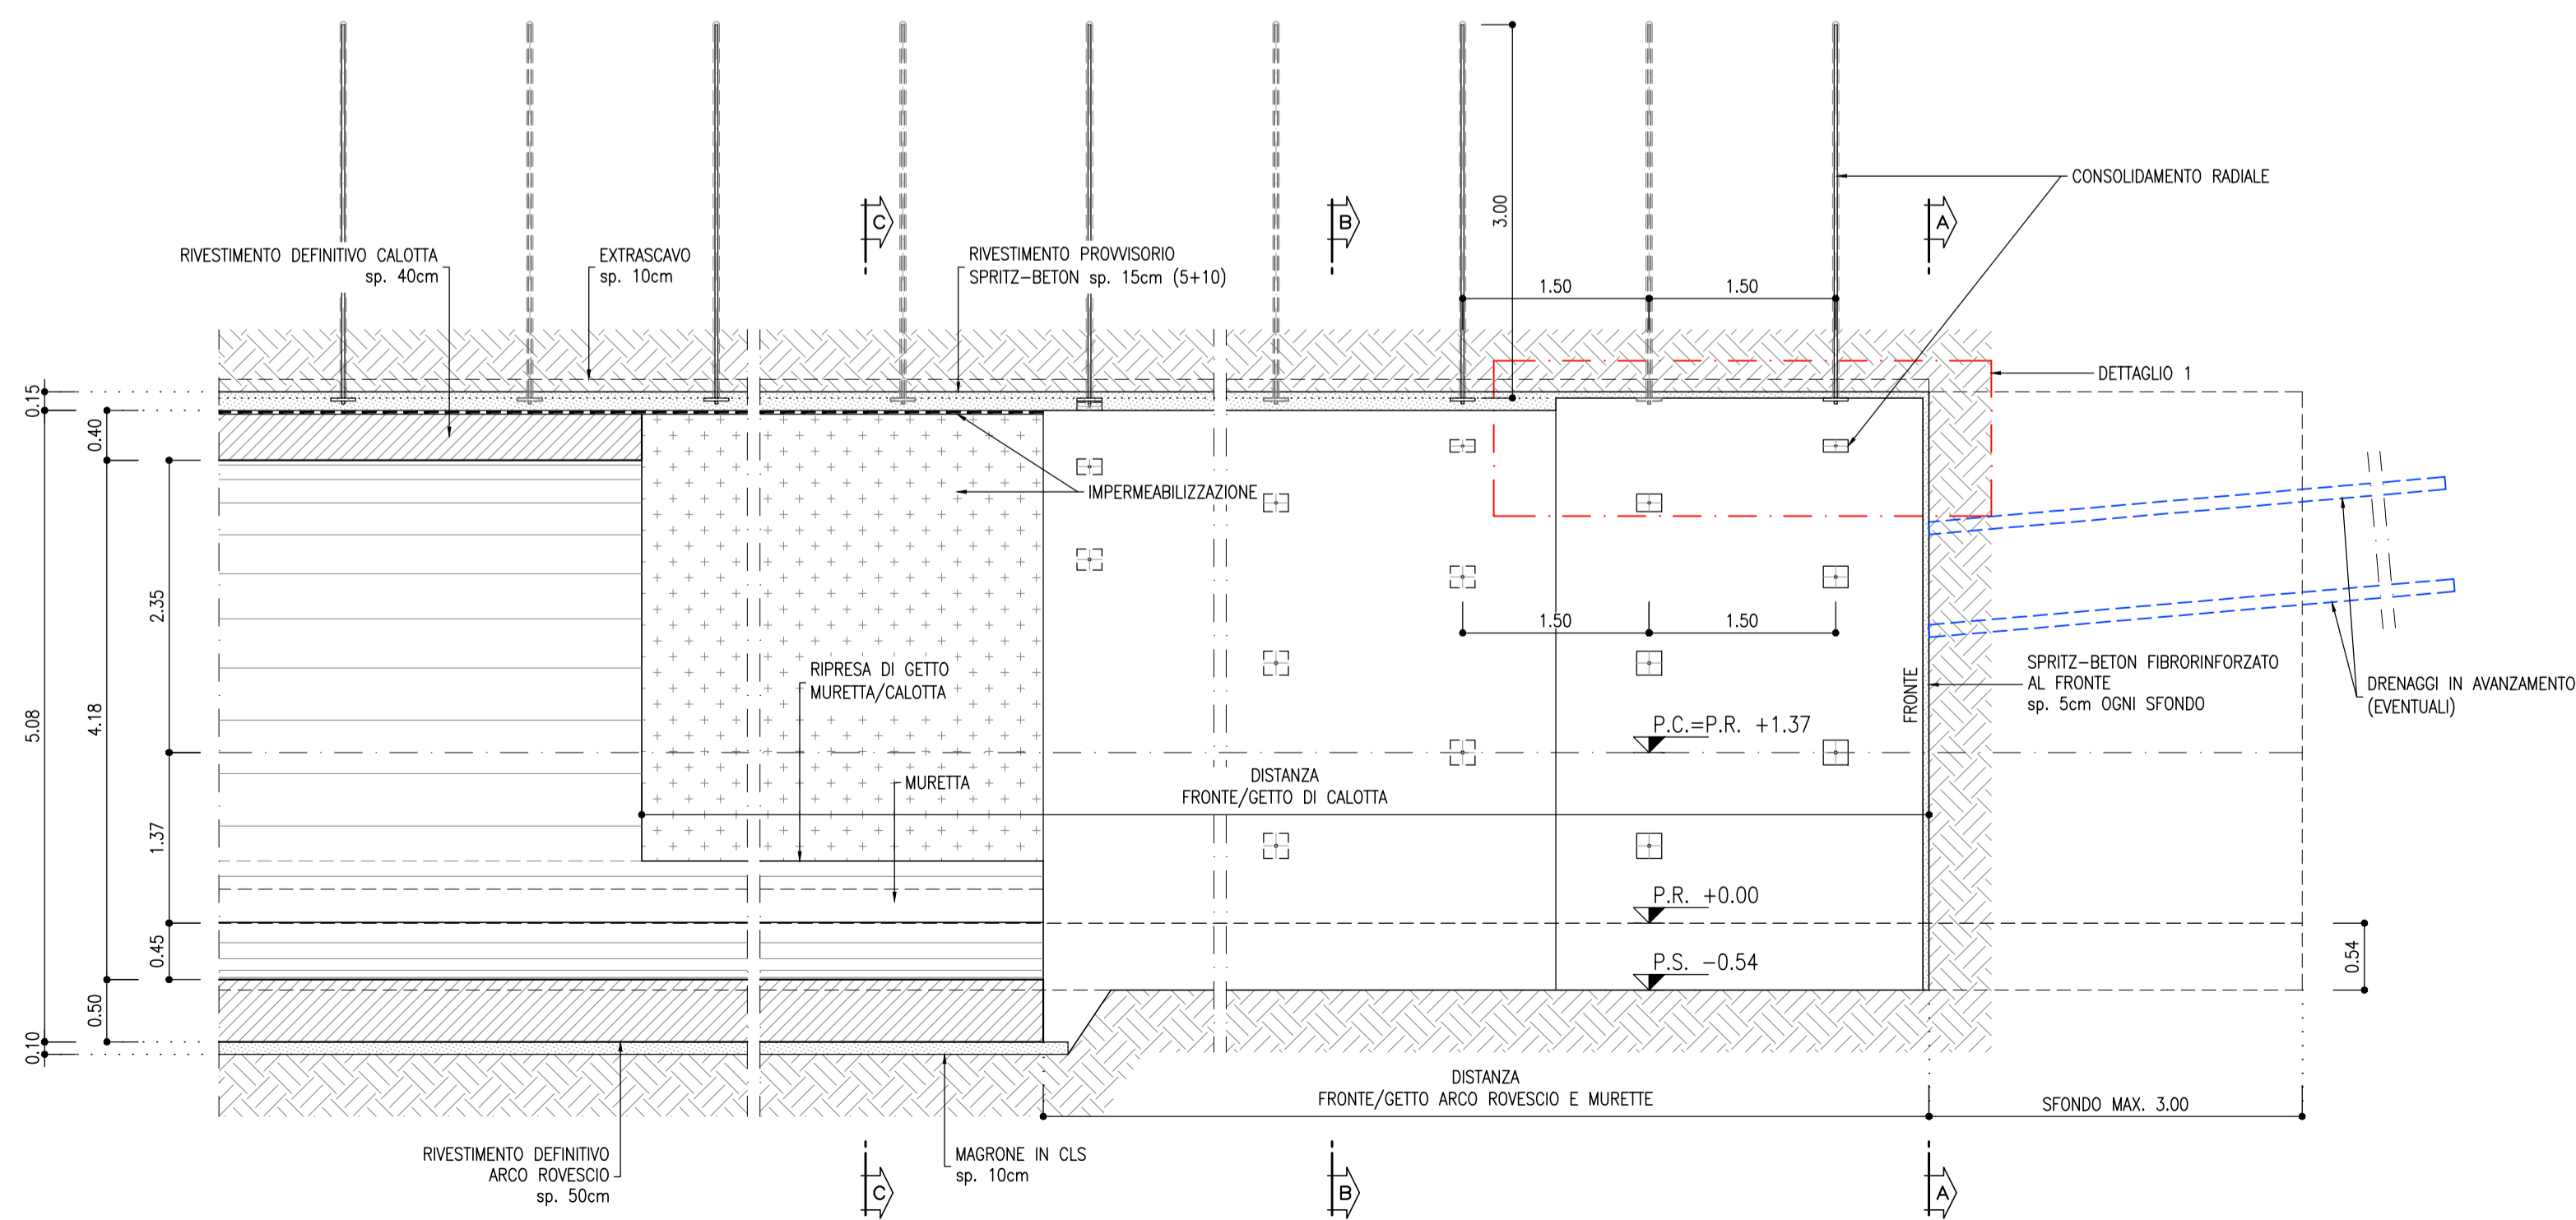 C
B
A
3.00
CONSOLIDAMENTO RADIALE
RIVESTIMENTO DEFINITIVO CALOTTA
sp. 40cm
EXTRASCAVO
sp. 10cm
RIVESTIMENTO PROVVISORIO
SPRITZ-BETON sp. 15cm (5+10)
1.50
1.50
DETTAGLIO 1
0.15
0.40
IMPERMEABILIZZAZIONE
2.35
1.50
1.50
RIPRESA DI GETTO
MURETTA/CALOTTA
FRONTE
SPRITZ-BETON FIBRORINFORZATO
AL FRONTE
sp. 5cm OGNI SFONDO
DRENAGGI IN AVANZAMENTO
(EVENTUALI)
5.08
4.18
P.C.=P.R. +1.37
MURETTA
DISTANZA
FRONTE/GETTO DI CALOTTA
1.37
P.R. +0.00
0.45
P.S. -0.54
0.54
0.50
0.10
DISTANZA
FRONTE/GETTO ARCO ROVESCIO E MURETTE
SFONDO MAX. 3.00
RIVESTIMENTO DEFINITIVO
ARCO ROVESCIO
sp. 50cm
MAGRONE IN CLS
sp. 10cm
C
B
A